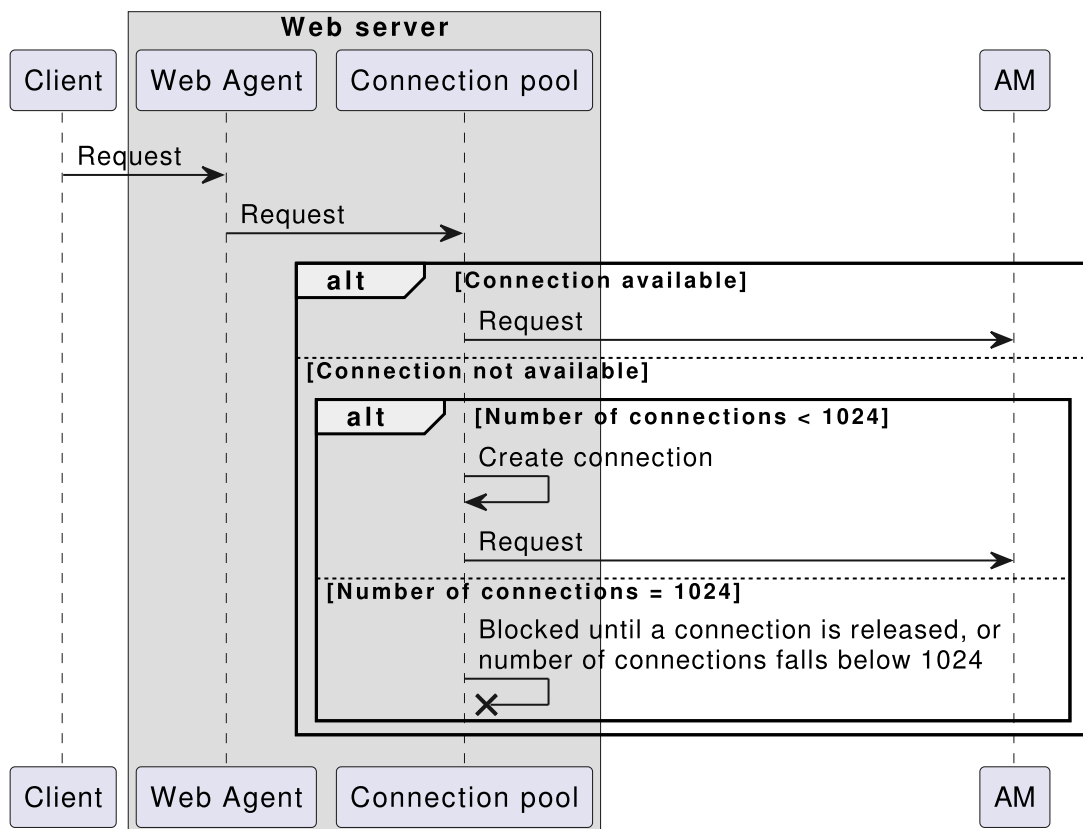 Web server
Client
Web Agent
Connection pool
AM
Request
Request
alt
[Connection available]
Request
[Connection not available]
alt
[Number of connections < 1024]
Create connection
Request
[Number of connections = 1024]
Blocked until a connection is released, or
number of connections falls below 1024
Client
Web Agent
Connection pool
AM